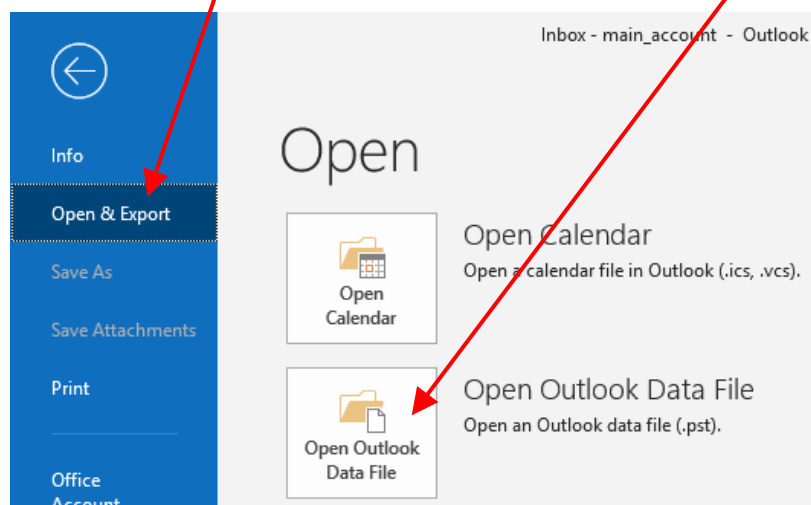 Inbox - main_account - Outlook
Info
Open & Export
Save As
Save Attachments
Print
Office
Account
Open
Open Calendar
Open Calendar
Open a calendar file in Outlook (.ics, .vcs).
Open Outlook
Data File
Open Outlook Data File
Open an Outlook data file (.pst).